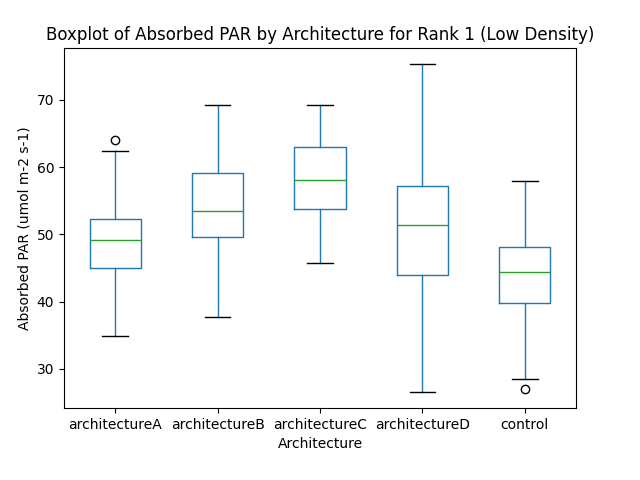 Boxplot of Absorbed PAR by Architecture for Rank 1 (Low Density)
Absorbed PAR (umol m-2 s-1)
70
60
50
40
30
architectureA architectureB architectureC architectureD control
Architecture